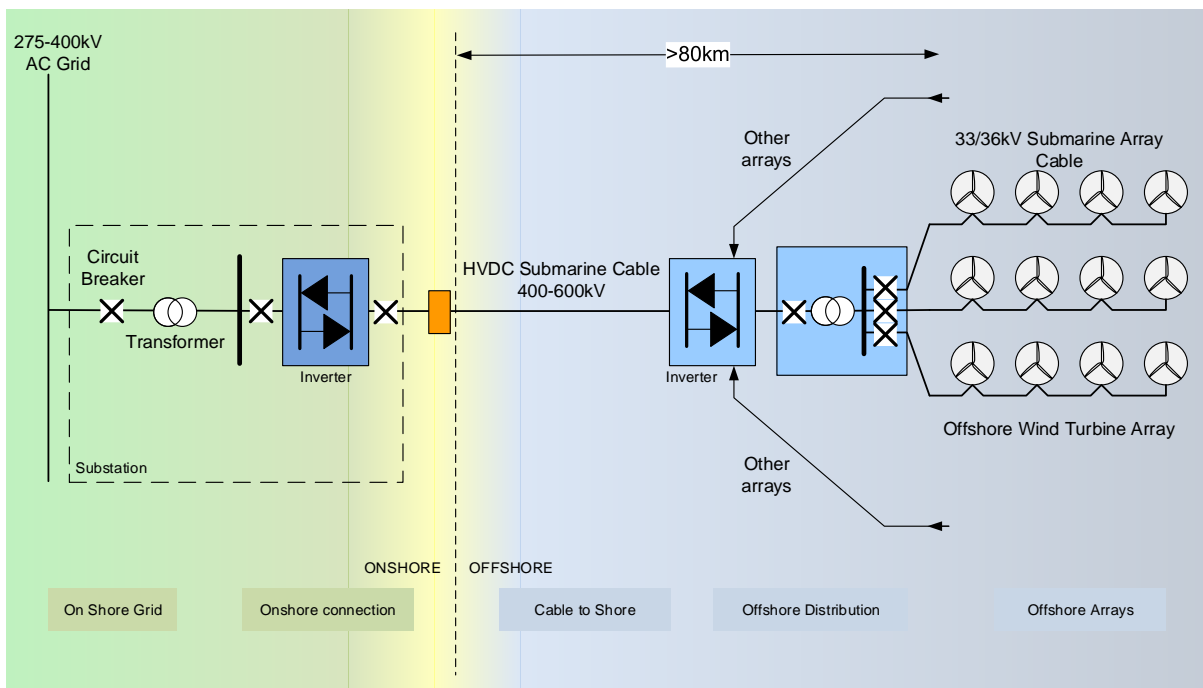 275-400kV
AC Grid
>80km
Other
arrays
33/36kV Submarine Array
Cable
Circuit
Breaker
Transformer
Inverter
HVDC Submarine Cable
400-600kV
Inverter
Offshore Wind Turbine Array
Substation
Other
arrays
ONSHORE
OFFSHORE
On Shore Grid
Onshore connection
Cable to Shore
Offshore Distribution
Offshore Arrays